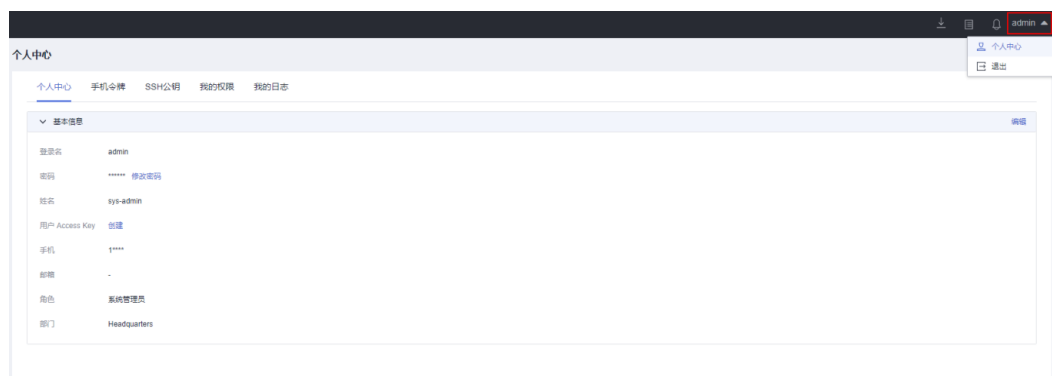 admin
个人中心
退出
个人中心
个人中心 手机令牌 SSH公钥 我的权限 我的日志
基本信息 编辑
登录名 admin
密码 ****** 修改密码
姓名 sys-admin
用户 Access Key 创建
手机 1****
邮箱 -
角色 系统管理员
部门 Headquarters